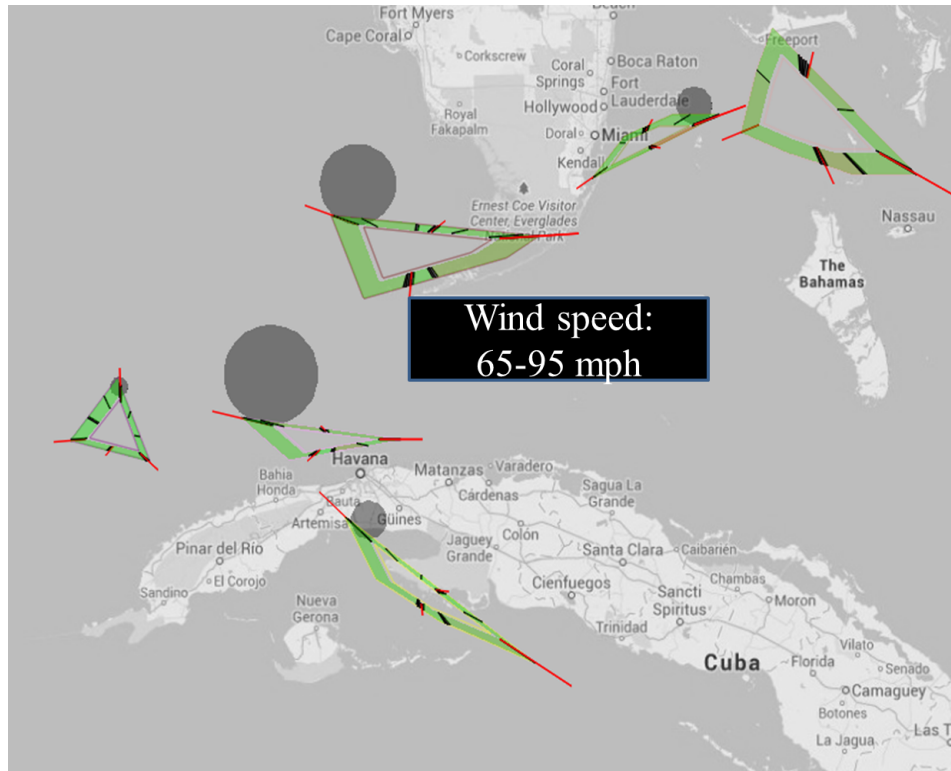 Fort Myers
Cape Coral
Corkscrew
Royal
Fakapalm
Boca Raton
Coral
Springs
Fort
Lauderdale
Hollywood
Doral
Miami
Kendall
Freeport
Ernest Coe Visitor
Center, Everglades
National Park
Nassau
The
Bahamas
Wind speed:
65-95 mph
Havana
Bahia
Honda
Bauta
Artemisa
Güines
Matanzas
Varadero
Cárdenas
Sagua La
Grande
Jaguey
Grande
Colón
Santa Clara
Caibarién
Pinar del Río
El Corojo
Sandino
Nueva
Gerona
Cienfuegos
Sancti
Spiritus
Chambas
Moron
Trinidad
Cuba
Florida
Vilato
Senado
Camaguey
Botones
La Jagua
Las T